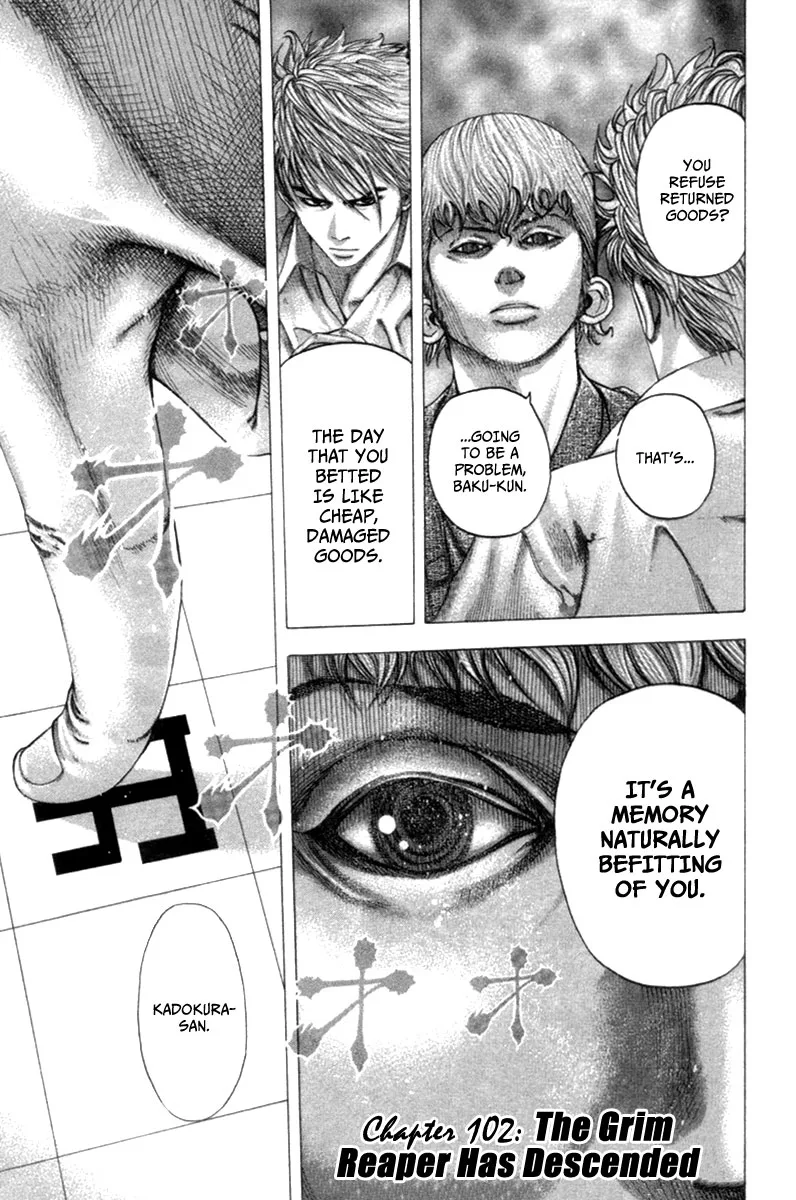 YOU
REFUSE
RETURNED
GOODS?
THAT'S...
...GOING
TO BE A
PROBLEM,
BAKU-KUN.
THE DAY
THAT YOU
BETTED
IS LIKE
CHEAP,
DAMAGED
GOODS.
IT'S A
MEMORY
NATURALLY
BEFITTING
OF YOU.
KADOKURA-
SAN.
Chapter 102: The Grim
Reaper Has Descended